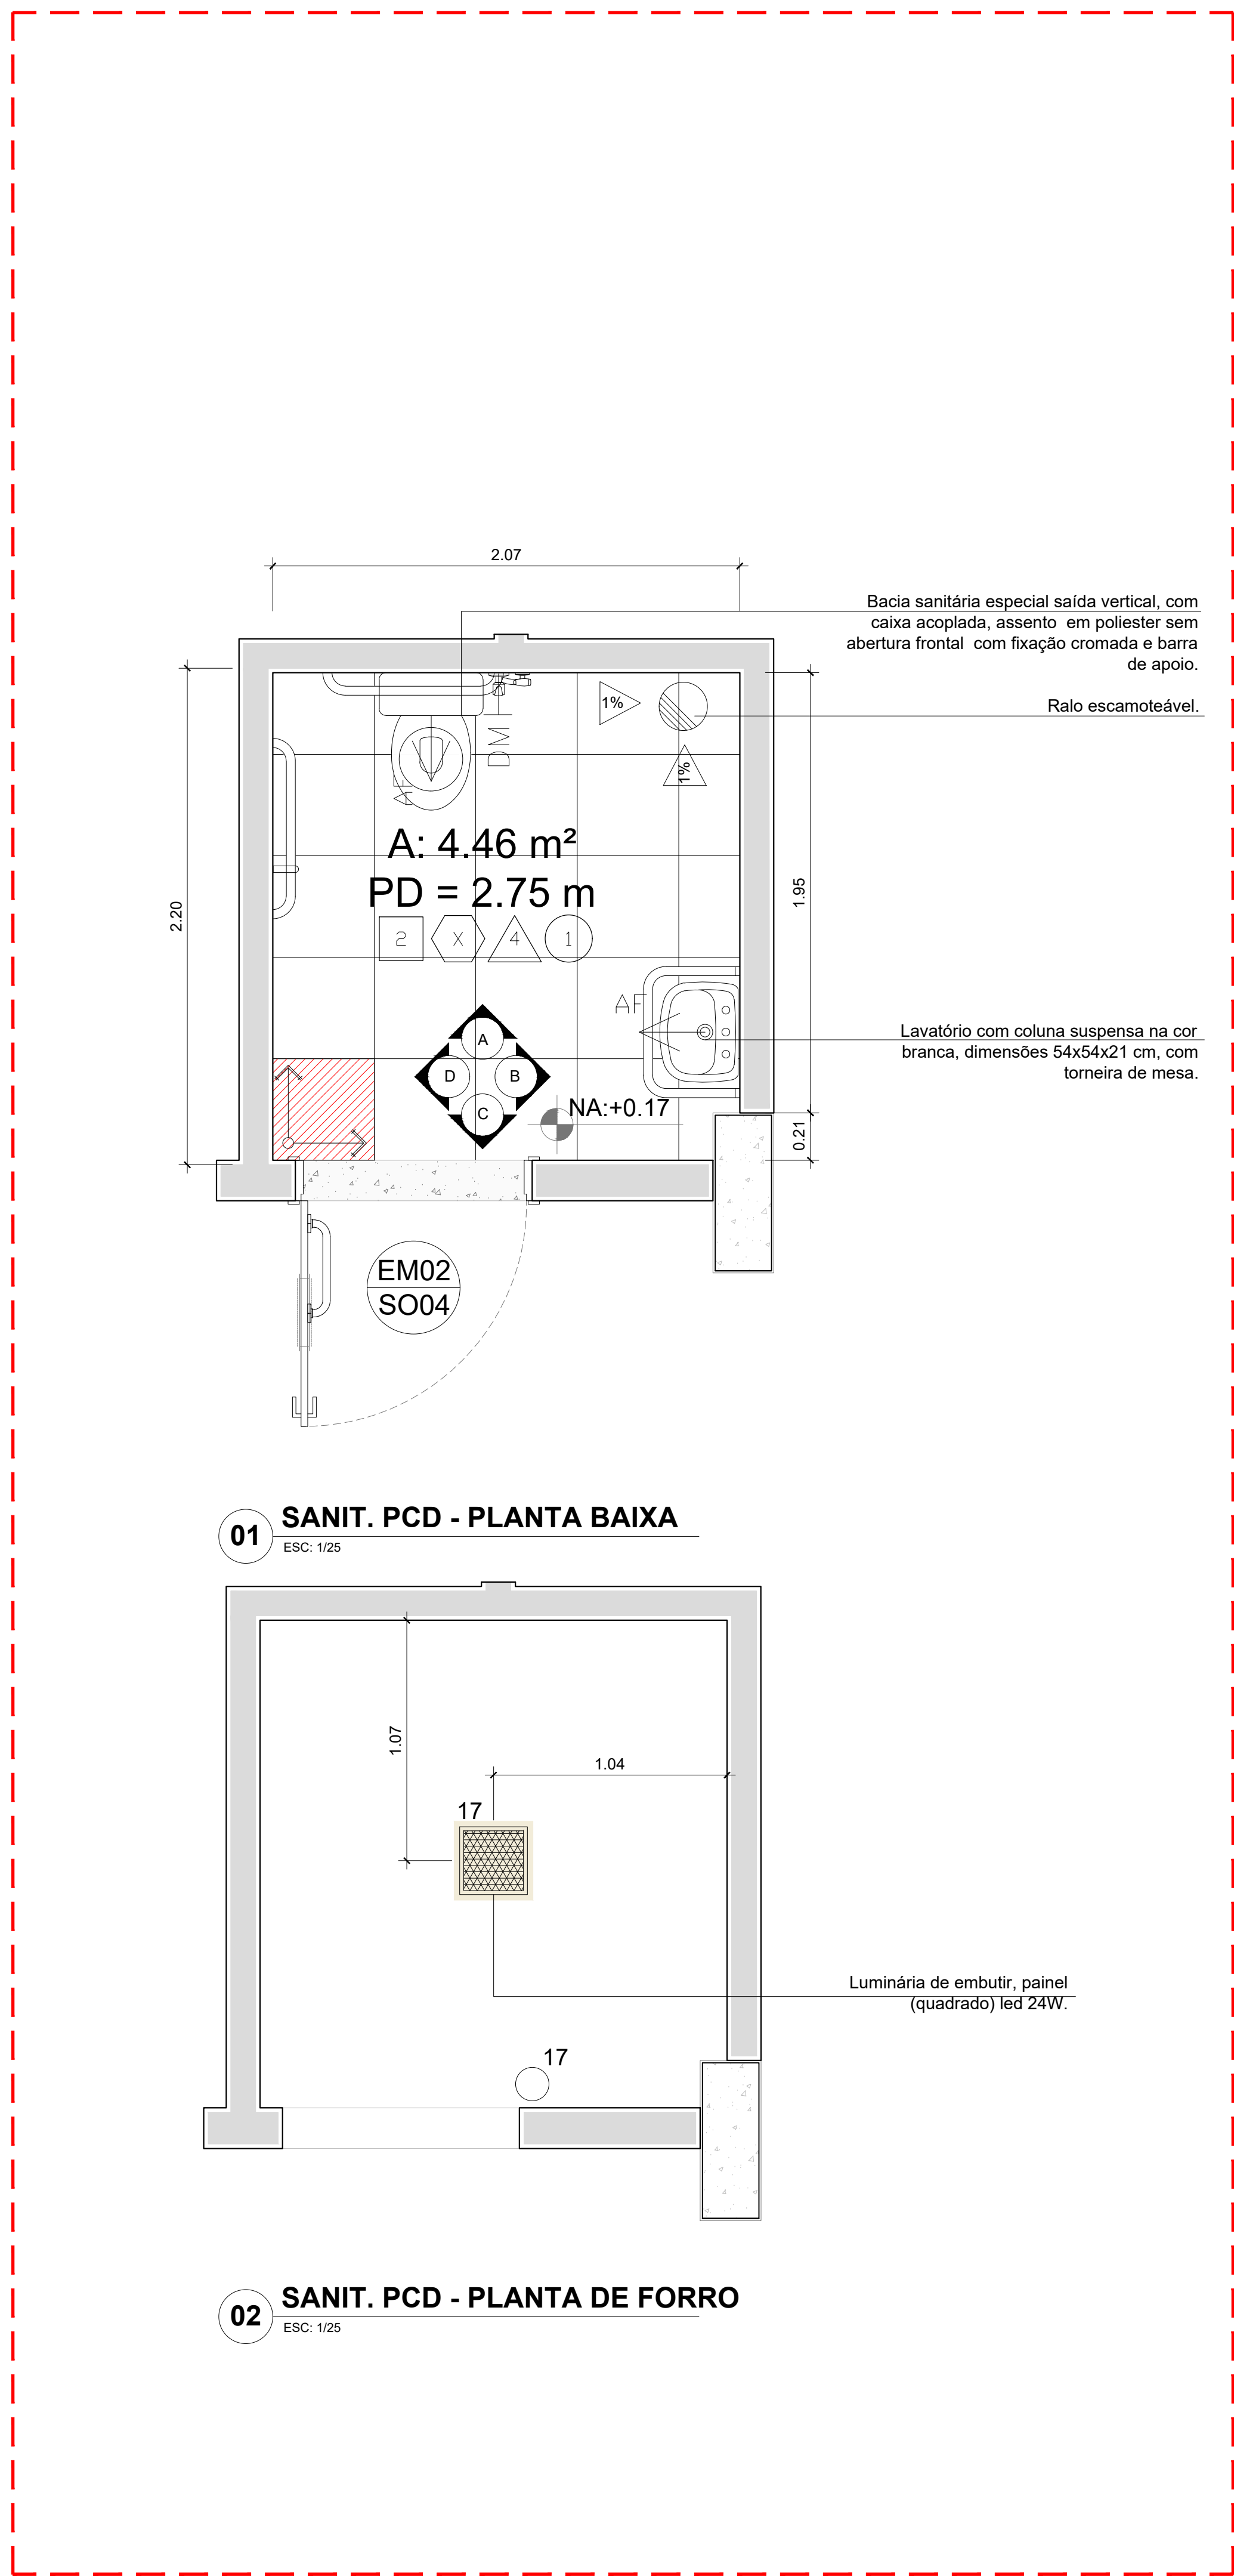 2.07
Bacia sanitária especial saída vertical, com
caixa acoplada, assento em poliester sem
abertura frontal com fixação cromada e barra
de apoio.
Ralo escamoteável.
1%
DM
1%
AF
A: 4.46 m²
PD = 2.75 m
2 X 4 1
2.20
1.95
AF
Lavatório com coluna suspensa na cor
branca, dimensões 54x54x21 cm, com
torneira de mesa.
A
D B
C
NA:+0.17
0.21
EM02
SO04
01 SANIT. PCD - PLANTA BAIXA
ESC: 1/25
1.07
1.04
17
Luminária de embutir, painel
(quadrado) led 24W.
17
02 SANIT. PCD - PLANTA DE FORRO
ESC: 1/25